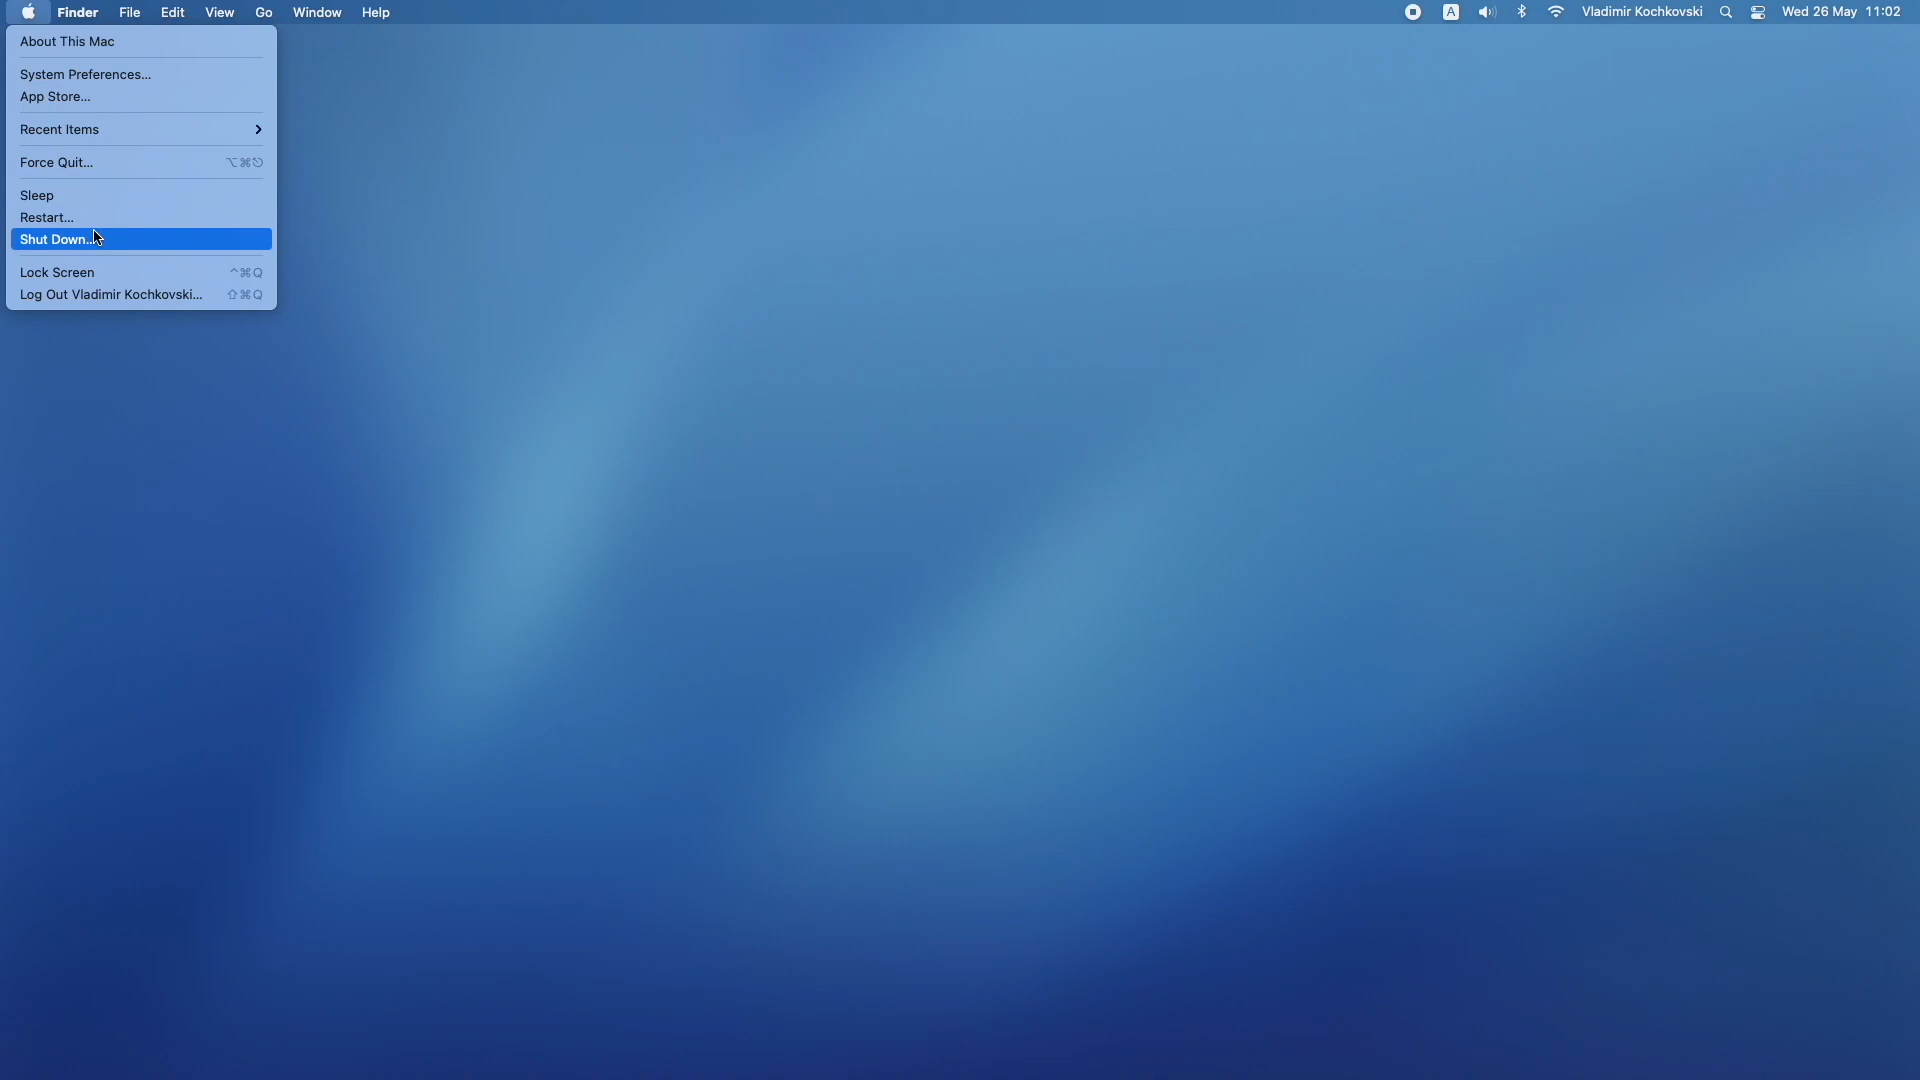 Finder File Edit View Go Window Help A Vladimir Kochkovski Wed 26 May 11:02
About This Mac
System Preferences...
App Store...
Recent Items
Force Quit... ⌥⌘⎋
Sleep
Restart...
Shut Down...
Lock Screen ^⌘Q
Log Out Vladimir Kochkovski... ⇧⌘Q